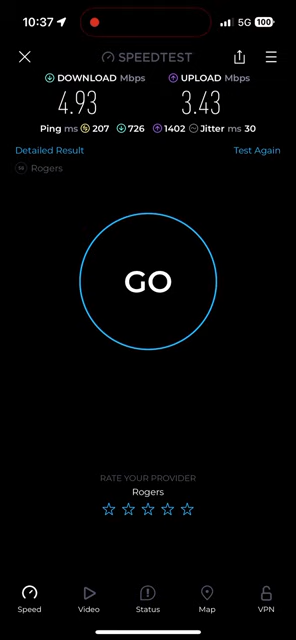 10:37
5G 100
SPEEDTEST
DOWNLOAD Mbps UPLOAD Mbps
4.93 3.43
Ping ms 207 726 1402 Jitter ms 30
Detailed Result Test Again
Rogers
GO
RATE YOUR PROVIDER
Rogers
Speed Video Status Map VPN